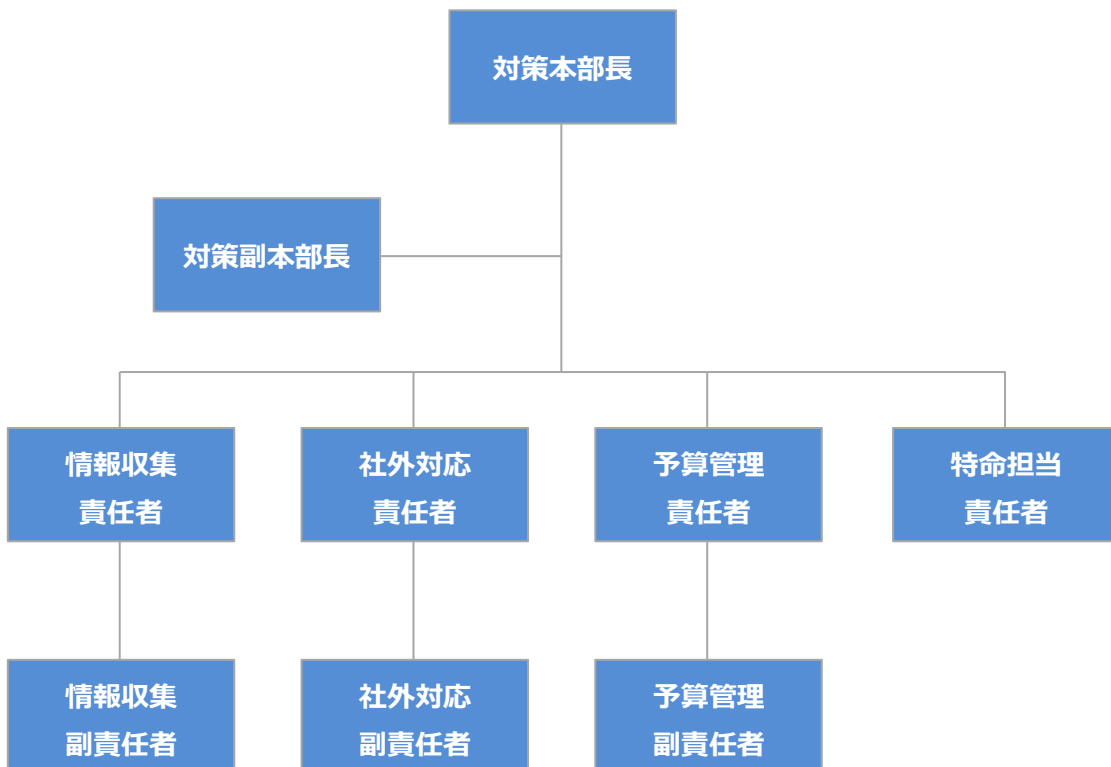 対策本部長
対策副本部長
情報収集
責任者
社外対応
責任者
予算管理
責任者
特命担当
責任者
情報収集
副責任者
社外対応
副責任者
予算管理
副責任者